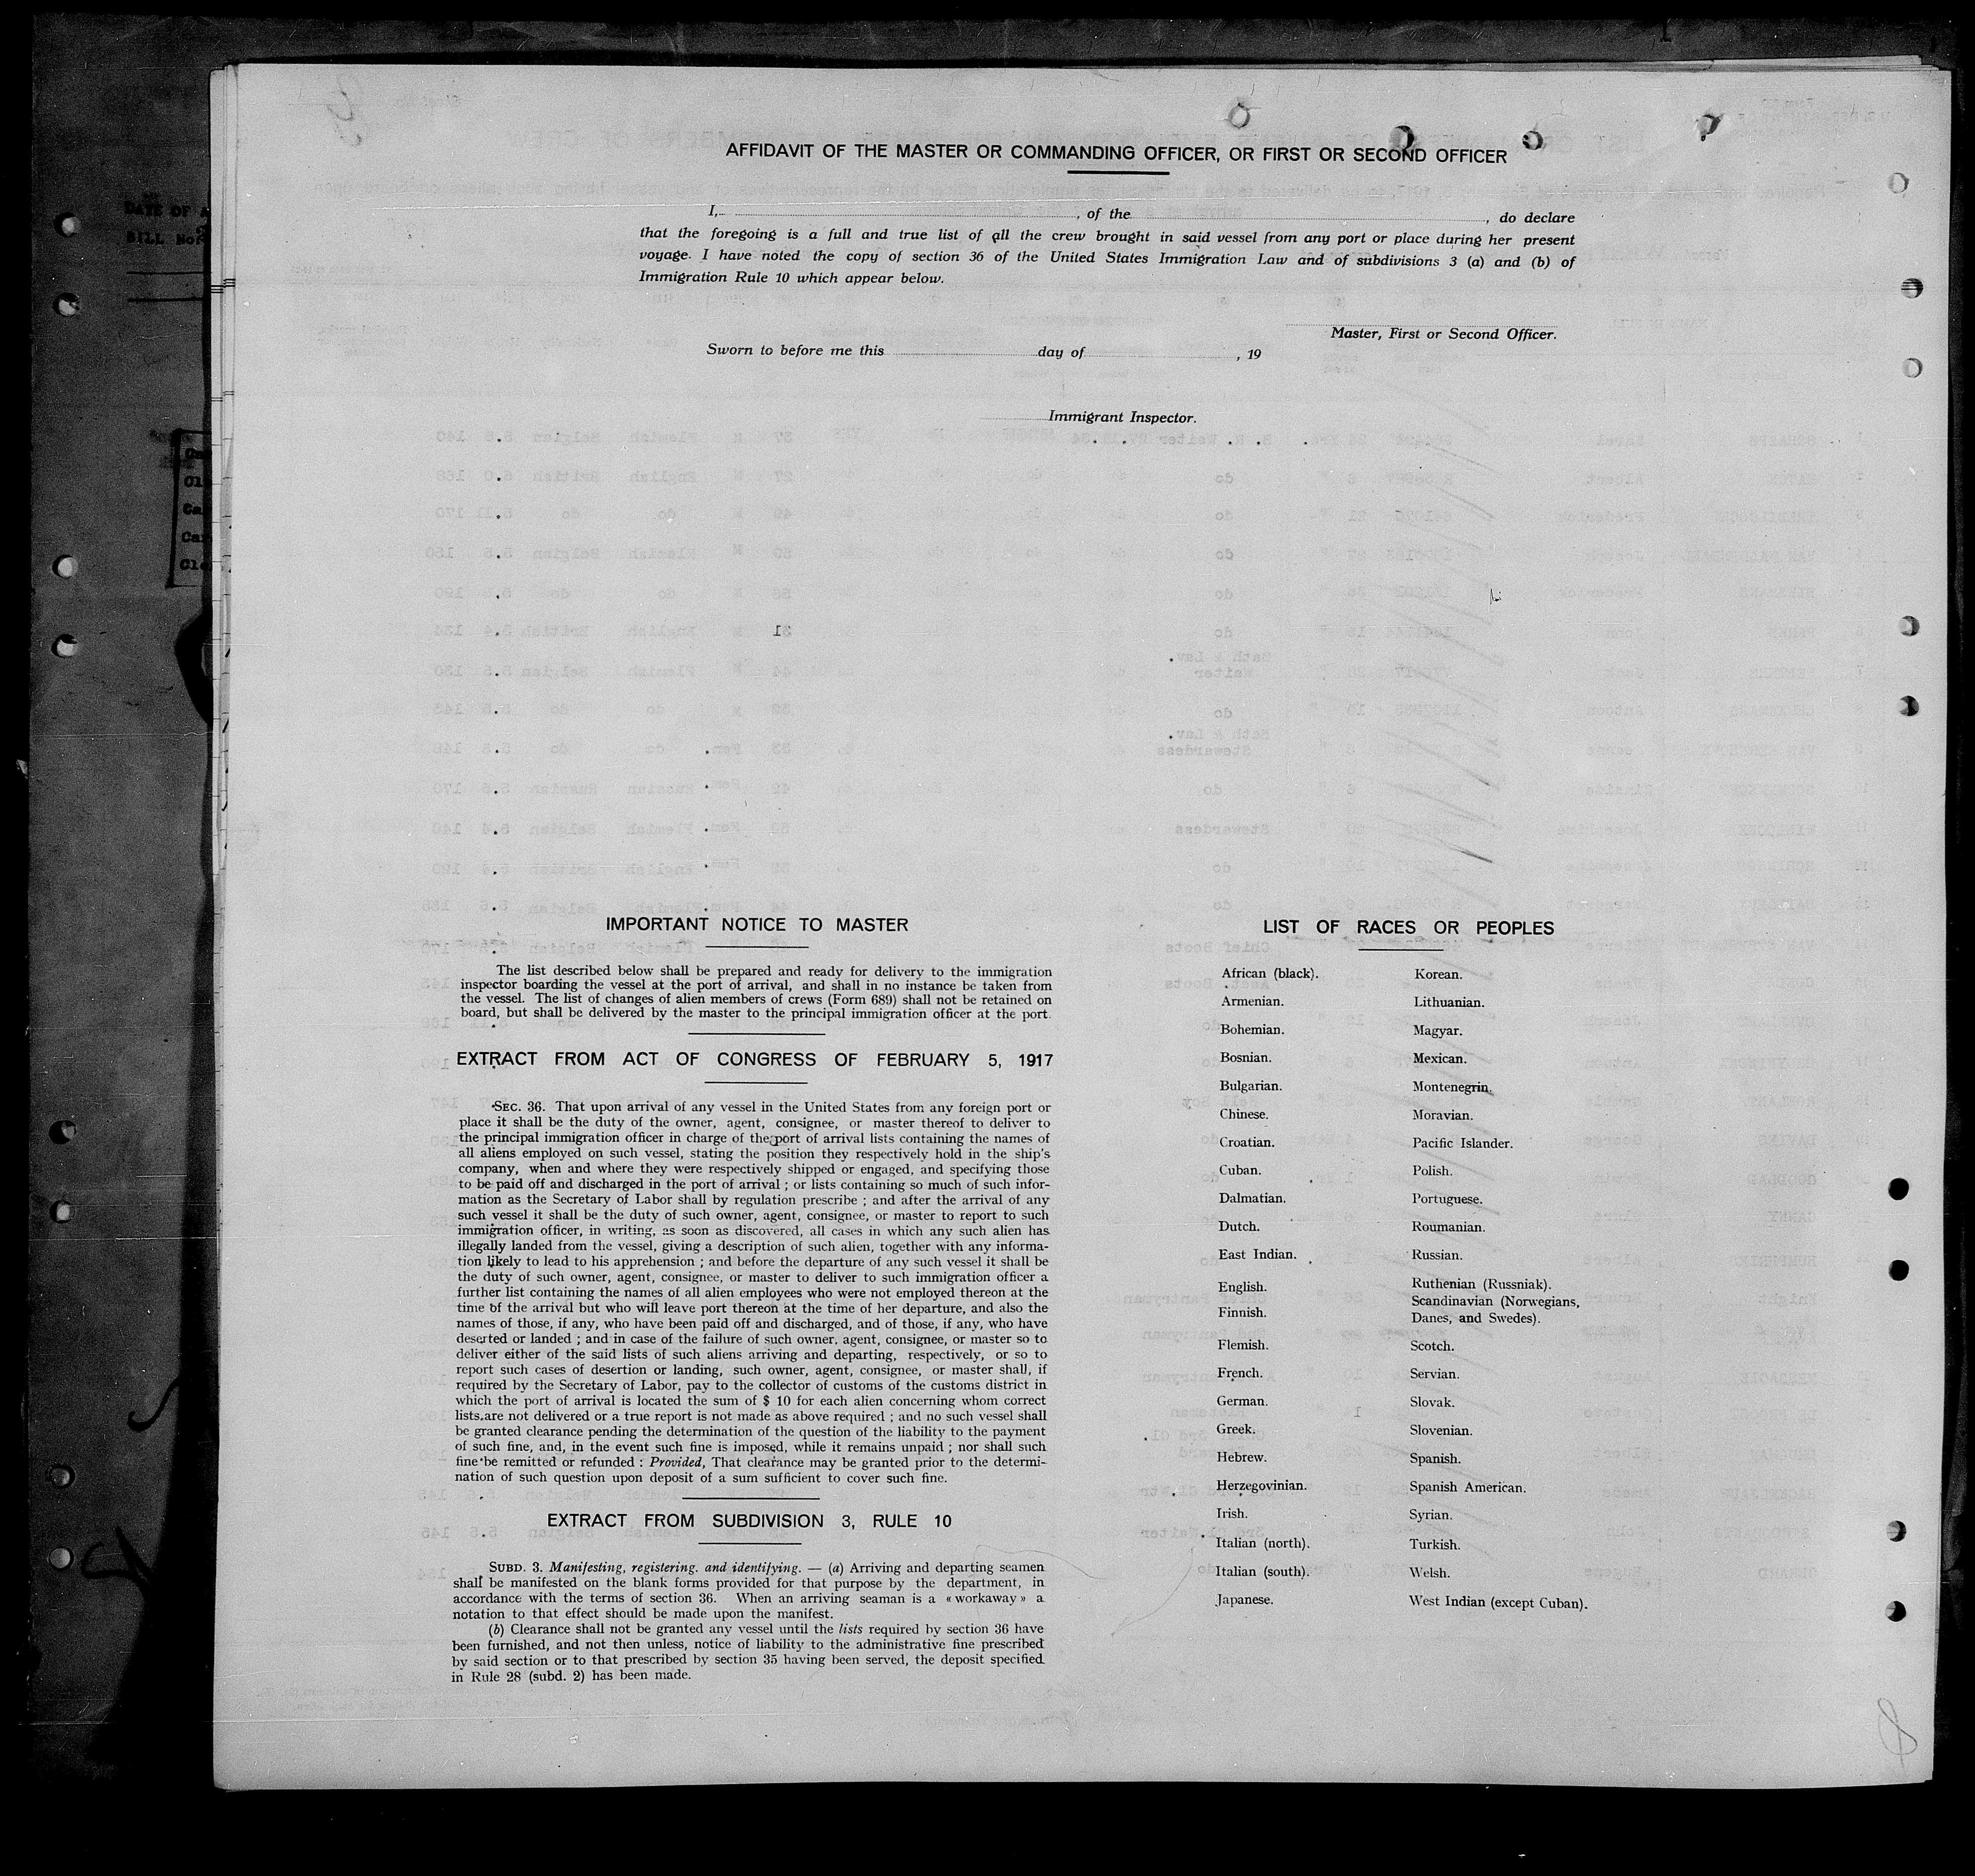 AFFIDAVIT OF THE MASTER OR COMMANDING OFFICER, OR FIRST OR SECOND OFFICER
I, , of the , do declare
that the foregoing is a full and true list of all the crew brought in said vessel from any port or place during her present
voyage. I have noted the copy of section 36 of the United States Immigration Law and of subdivisions 3 (a) and (b) of
Immigration Rule 10 which appear below.
Master, First or Second Officer.
Sworn to before me this day of , 19
Immigrant Inspector.
IMPORTANT NOTICE TO MASTER
The list described below shall be prepared and ready for delivery to the immigration
inspector boarding the vessel at the port of arrival, and shall in no instance be taken from
the vessel. The list of changes of alien members of crews (Form 689) shall not be retained on
board, but shall be delivered by the master to the principal immigration officer at the port.
EXTRACT FROM ACT OF CONGRESS OF FEBRUARY 5, 1917
SEC. 36. That upon arrival of any vessel in the United States from any foreign port or
place it shall be the duty of the owner, agent, consignee, or master thereof to deliver to
the principal immigration officer in charge of the port of arrival lists containing the names of
all aliens employed on such vessel, stating the position they respectively hold in the ship's
company, when and where they were respectively shipped or engaged, and specifying those
to be paid off and discharged in the port of arrival ; or lists containing so much of such infor-
mation as the Secretary of Labor shall by regulation prescribe ; and after the arrival of any
such vessel it shall be the duty of such owner, agent, consignee, or master to report to such
immigration officer, in writing, as soon as discovered, all cases in which any such alien has
illegally landed from the vessel, giving a description of such alien, together with any informa-
tion likely to lead to his apprehension ; and before the departure of any such vessel it shall be
the duty of such owner, agent, consignee, or master to deliver to such immigration officer a
further list containing the names of all alien employees who were not employed thereon at the
time of the arrival but who will leave port thereon at the time of her departure, and also the
names of those, if any, who have been paid off and discharged, and of those, if any, who have
deserted or landed ; and in case of the failure of such owner, agent, consignee, or master so to
deliver either of the said lists of such aliens arriving and departing, respectively, or so to
report such cases of desertion or landing, such owner, agent, consignee, or master shall, if
required by the Secretary of Labor, pay to the collector of customs of the customs district in
which the port of arrival is located the sum of $ 10 for each alien concerning whom correct
lists are not delivered or a true report is not made as above required ; and no such vessel shall
be granted clearance pending the determination of the question of the liability to the payment
of such fine, and, in the event such fine is imposed, while it remains unpaid ; nor shall such
fine be remitted or refunded : Provided, That clearance may be granted prior to the determi-
nation of such question upon deposit of a sum sufficient to cover such fine.
EXTRACT FROM SUBDIVISION 3, RULE 10
SUBD. 3. Manifesting, registering. and identifying. — (a) Arriving and departing seamen
shall be manifested on the blank forms provided for that purpose by the department, in
accordance with the terms of section 36. When an arriving seaman is a « workaway » a
notation to that effect should be made upon the manifest.
(b) Clearance shall not be granted any vessel until the lists required by section 36 have
been furnished, and not then unless, notice of liability to the administrative fine prescribed
by said section or to that prescribed by section 35 having been served, the deposit specified
in Rule 28 (subd. 2) has been made.
LIST OF RACES OR PEOPLES
African (black).
Armenian.
Bohemian.
Bosnian.
Bulgarian.
Chinese.
Croatian.
Cuban.
Dalmatian.
Dutch.
East Indian.
English.
Finnish.
Flemish.
French.
German.
Greek.
Hebrew.
Herzegovinian.
Irish.
Italian (north).
Italian (south).
Japanese.
Korean.
Lithuanian.
Magyar.
Mexican.
Montenegrin.
Moravian.
Pacific Islander.
Polish.
Portuguese.
Roumanian.
Russian.
Ruthenian (Russniak).
Scandinavian (Norwegians,
Danes, and Swedes).
Scotch.
Servian.
Slovak.
Slovenian.
Spanish.
Spanish American.
Syrian.
Turkish.
Welsh.
West Indian (except Cuban).